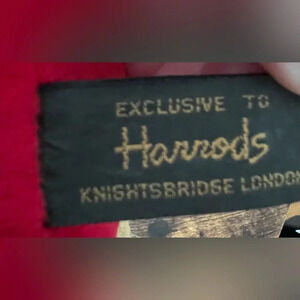 EXCLUSIVE TO
Harrods
KNIGHTSBRIDGE LONDON